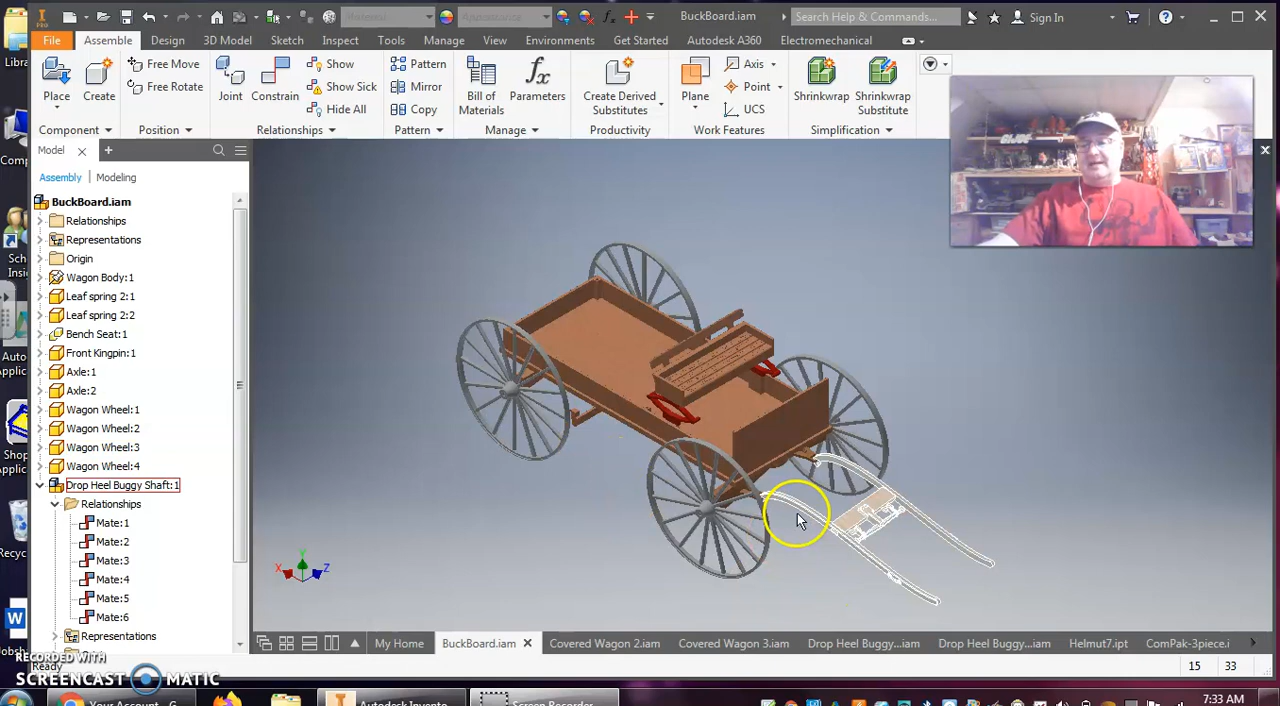 BuckBoard.iam
Search Help & Commands...
Sign In
File
Assemble
Design
3D Model
Sketch
Inspect
Tools
Manage
View
Environments
Get Started
Autodesk A360
Electromechanical
Place
Create
Free Move
Free Rotate
Joint
Constrain
Show
Show Sick
Hide All
Pattern
Mirror
Copy
Bill of
Materials
Parameters
Create Derived
Substitutes
Plane
Axis
Point
UCS
Shrinkwrap
Shrinkwrap
Substitute
Component
Position
Relationships
Pattern
Manage
Productivity
Work Features
Simplification
Model
Assembly
Modeling
BuckBoard.iam
Relationships
Representations
Origin
Wagon Body:1
Leaf spring 2:1
Leaf spring 2:2
Bench Seat:1
Front Kingpin:1
Axle:1
Axle:2
Wagon Wheel:1
Wagon Wheel:2
Wagon Wheel:3
Wagon Wheel:4
Drop Heel Buggy Shaft:1
Relationships
Mate:1
Mate:2
Mate:3
Mate:4
Mate:5
Mate:6
Representations
Y
X
Z
My Home
BuckBoard.iam
Covered Wagon 2.iam
Covered Wagon 3.iam
Drop Heel Buggy...iam
Drop Heel Buggy...iam
Helmut7.ipt
ComPak-3piece.i
Ready
15
33
RECORDED WITH
SCREENCAST MATIC
Your Account - G
Autodesk Invento
Screen Recorder
7:33 AM